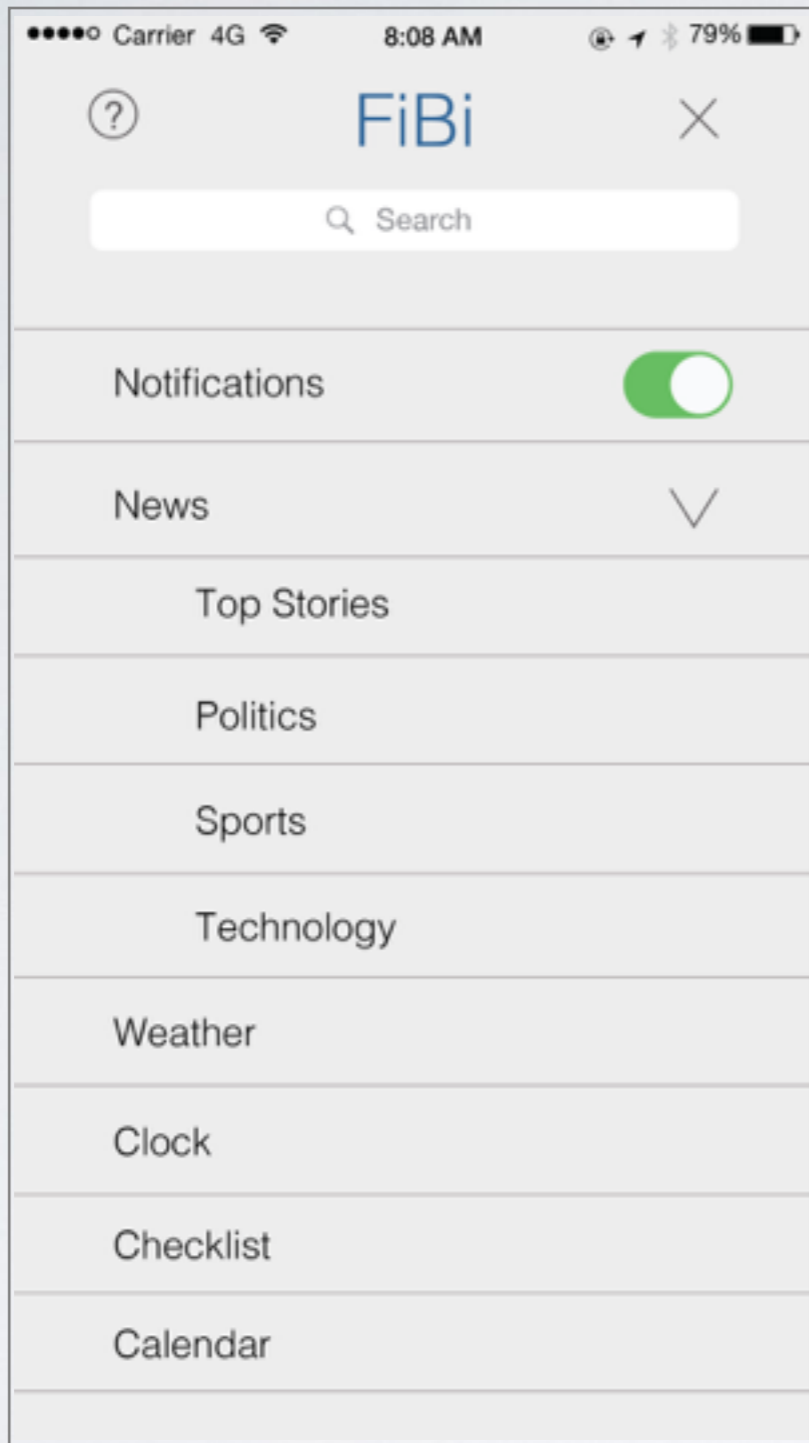 Carrier 4G 8:08 AM 79%
? FiBi
Search
Notifications
News
Top Stories
Politics
Sports
Technology
Weather
Clock
Checklist
Calendar